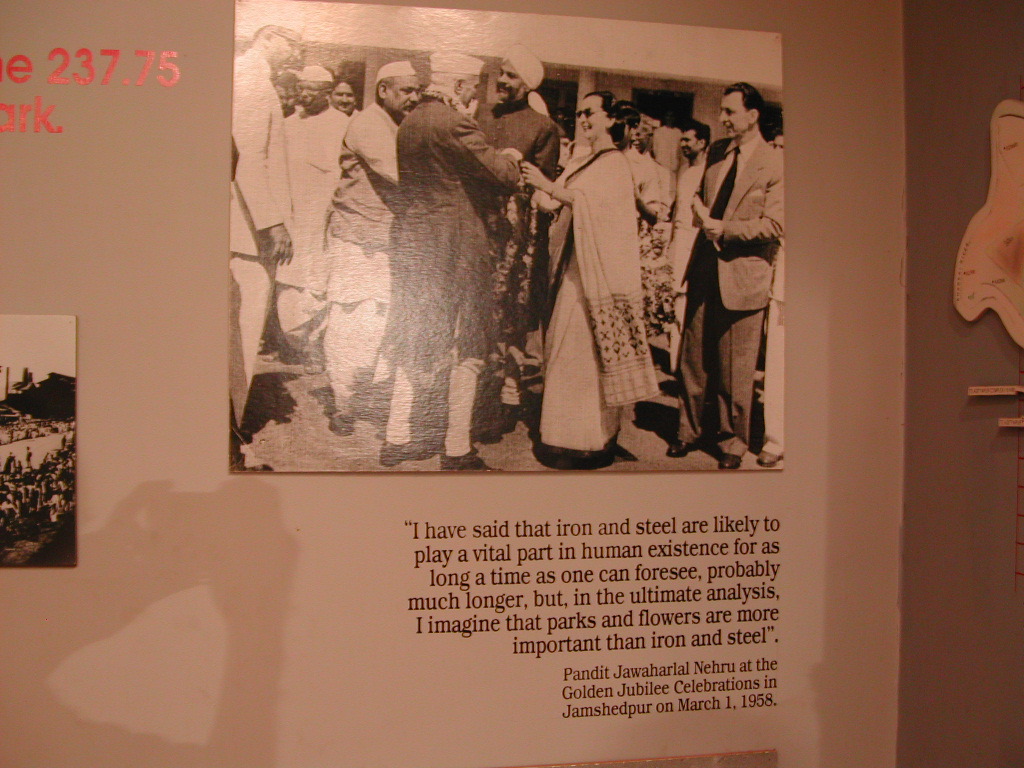 237.75
"I have said that iron and steel are likely to
play a vital part in human existence for as
long a time as one can foresee, probably
much longer, but, in the ultimate analysis,
I imagine that parks and flowers are more
important than iron and steel".
Pandit Jawaharlal Nehru at the
Golden Jubilee Celebrations in
Jamshedpur on March 1, 1958.